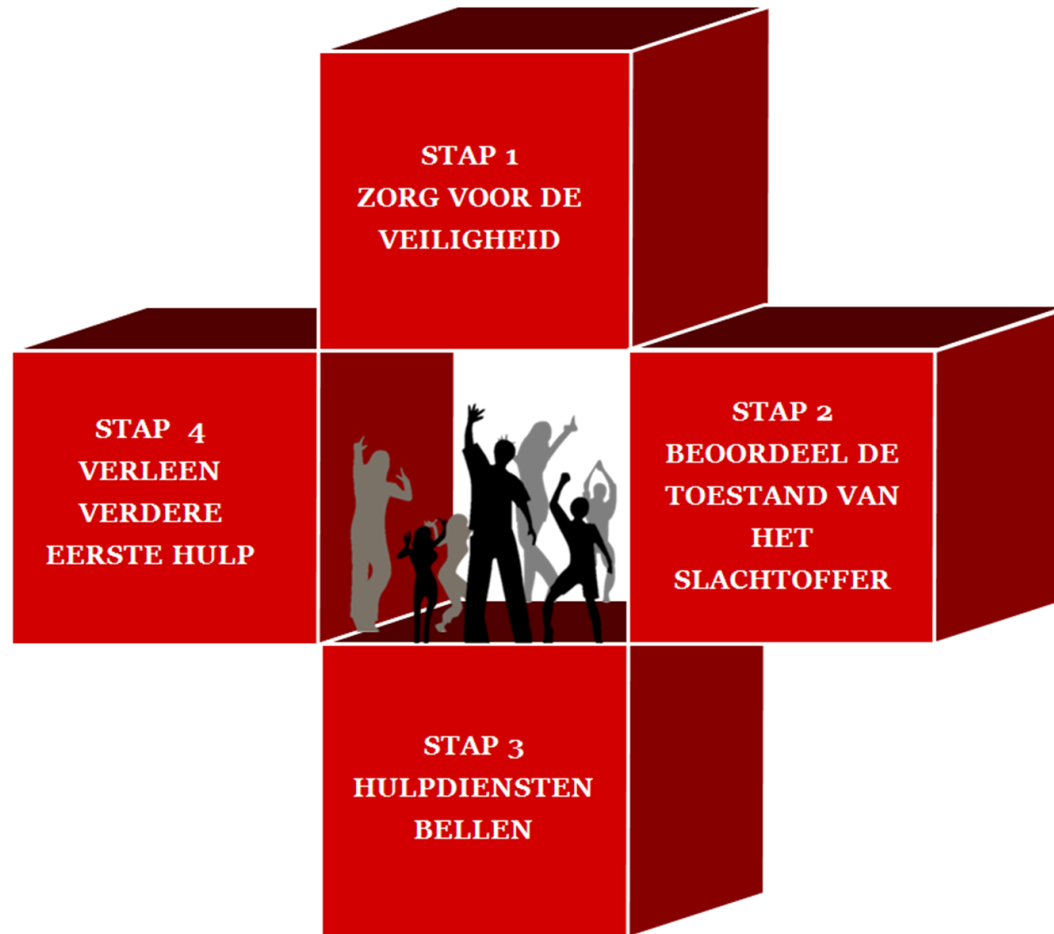 STAP 1
ZORG VOOR DE
VEILIGHEID
STAP 2
BEOORDEEL DE
TOESTAND VAN
HET
SLACHTOFFER
STAP 3
HULPDIENSTEN
BELLEN
STAP 4
VERLEEN
VERDERE
EERSTE HULP